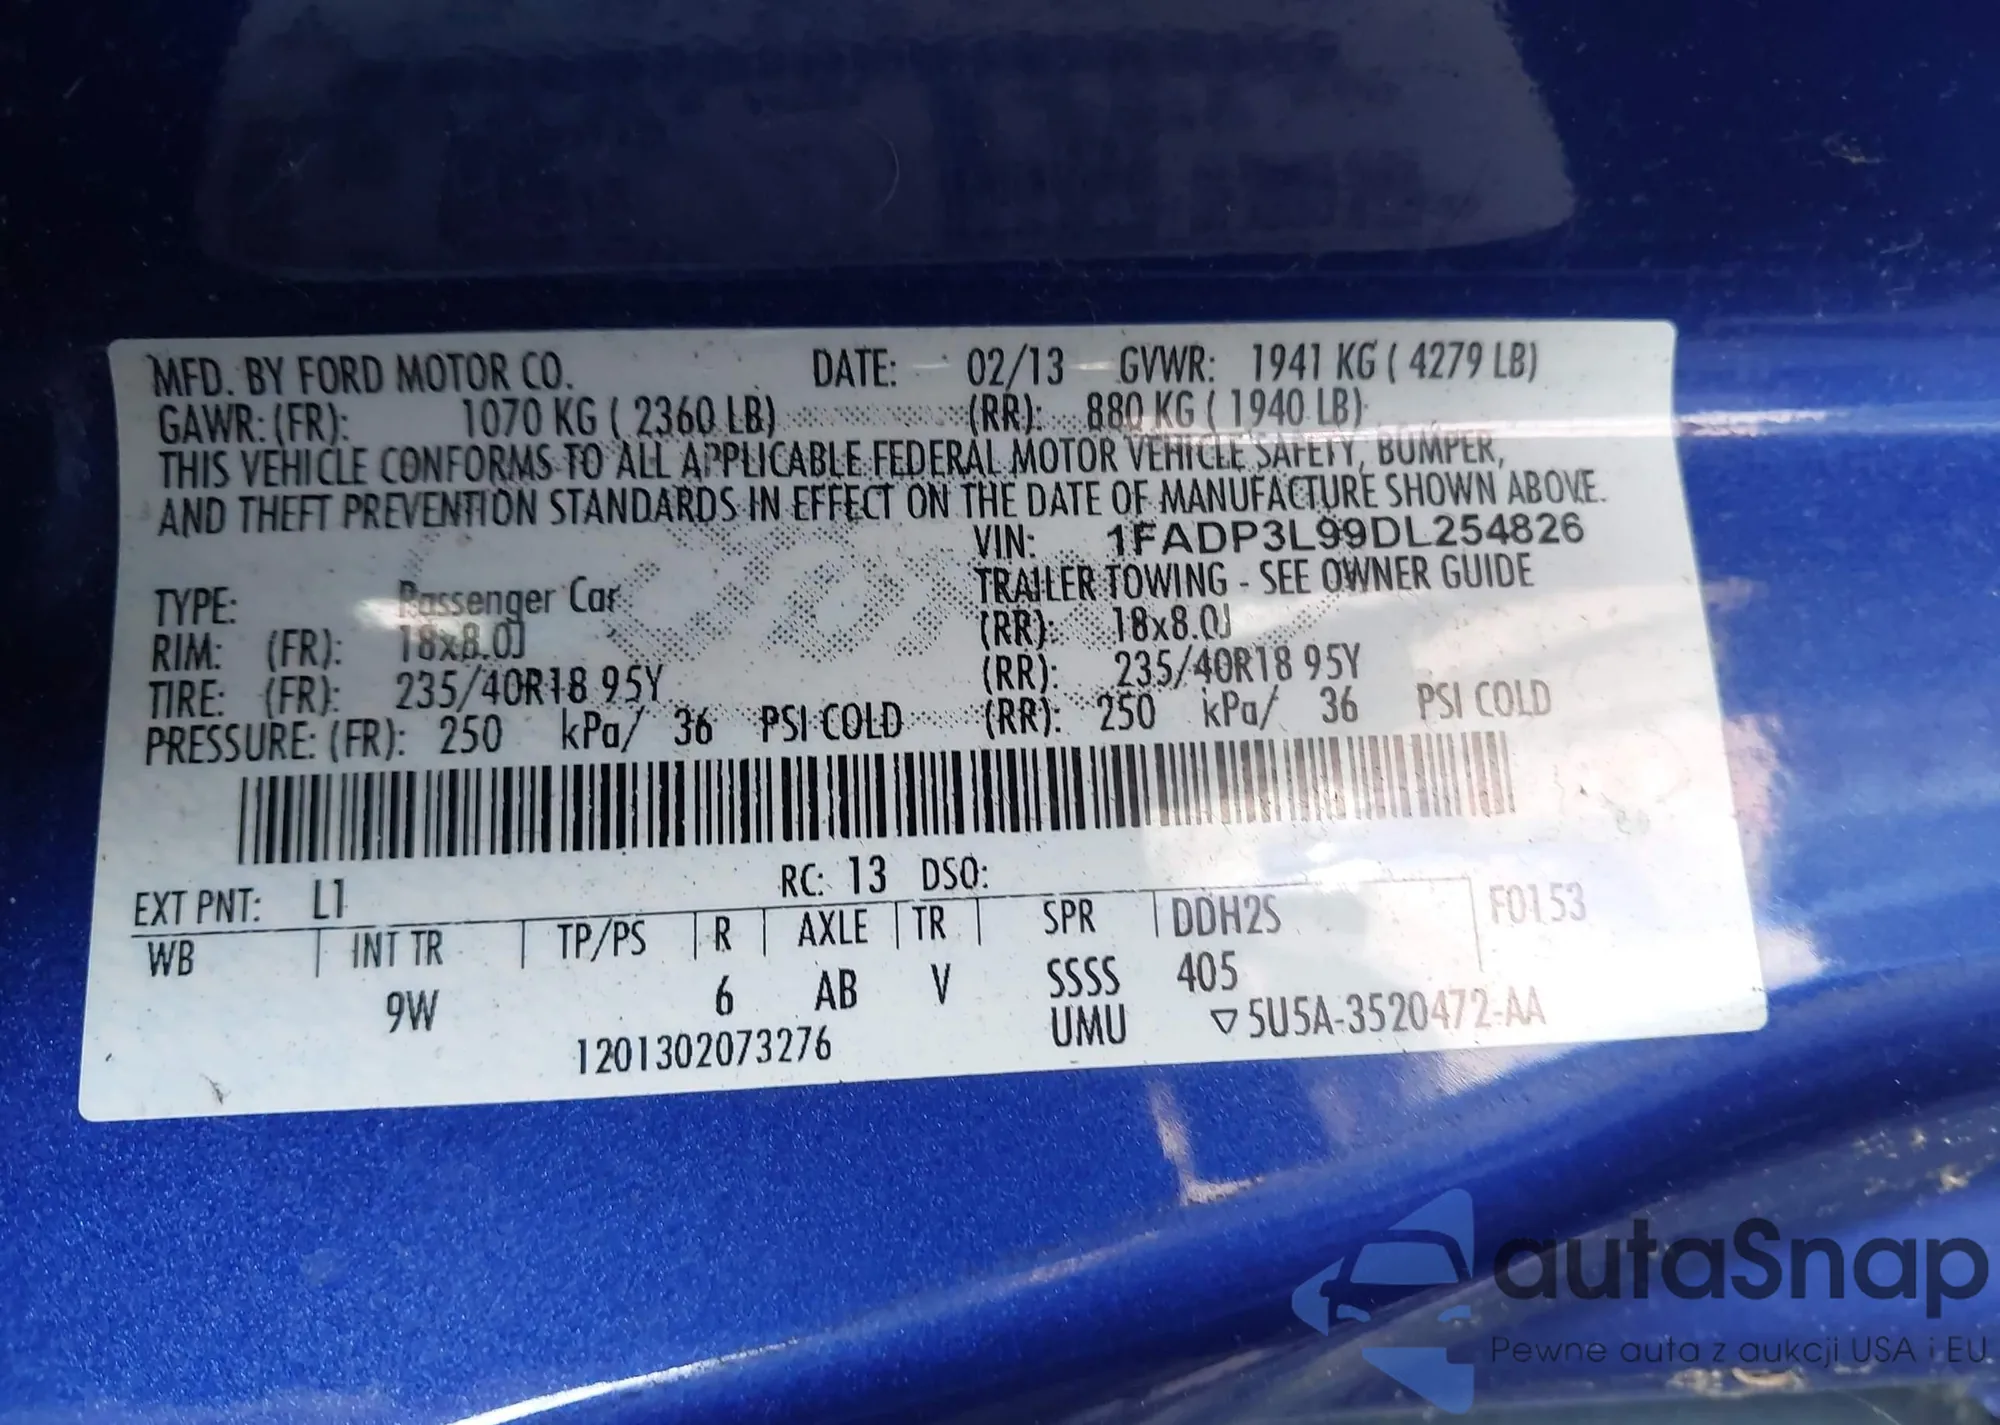 MFD. BY FORD MOTOR CO. DATE: 02/13 GVWR: 1941 KG ( 4279 LB)
GAWR: (FR): 1070 KG ( 2360 LB) (RR): 880 KG ( 1940 LB)
THIS VEHICLE CONFORMS TO ALL APPLICABLE FEDERAL MOTOR VEHICLE SAFETY, BUMPER,
AND THEFT PREVENTION STANDARDS IN EFFECT ON THE DATE OF MANUFACTURE SHOWN ABOVE.
VIN: 1FADP3L99DL254826
TYPE: Passenger Car TRAILER TOWING - SEE OWNER GUIDE
RIM: (FR): 18x8.0J (RR): 18x8.0J
TIRE: (FR): 235/40R18 95Y (RR): 235/40R18 95Y
PRESSURE: (FR): 250 kPa/ 36 PSI COLD (RR): 250 kPa/ 36 PSI COLD
EXT PNT: L1 RC: 13 DSO:
WB INT TR TP/PS R AXLE TR SPR DDH2S F0153
9W 6 AB V SSSS 405
1201302073276 UMU ▽5U5A-3520472-AA
autaSnap
Pewne auta z aukcji USA i EU